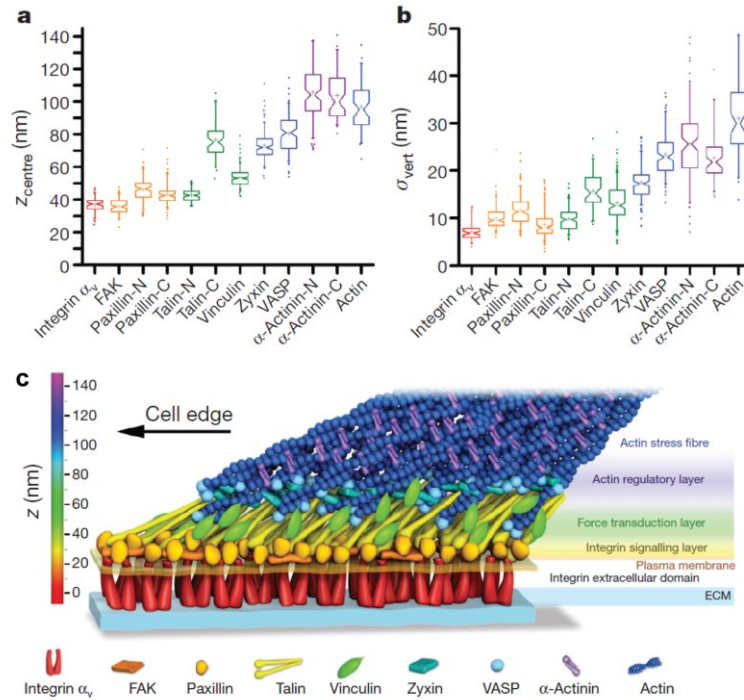 a
z centre (nm)
140
120
100
80
60
40
20
0
Integrin αv
FAK
Paxillin-N
Paxillin-C
Talin-N
Talin-C
Vinculin
Zyxin
VASP
α-Actinin-N
α-Actinin-C
Actin
b
σ vert (nm)
50
40
30
20
10
0
Integrin αv
FAK
Paxillin-N
Paxillin-C
Talin-N
Talin-C
Vinculin
Zyxin
VASP
α-Actinin-N
α-Actinin-C
Actin
c
z (nm)
140
120
100
80
60
40
20
0
Cell edge
Actin stress fibre
Actin regulatory layer
Force transduction layer
Integrin signalling layer
Plasma membrane
Integrin extracellular domain
ECM
Integrin αv FAK Paxillin Talin Vinculin Zyxin VASP α-Actinin Actin